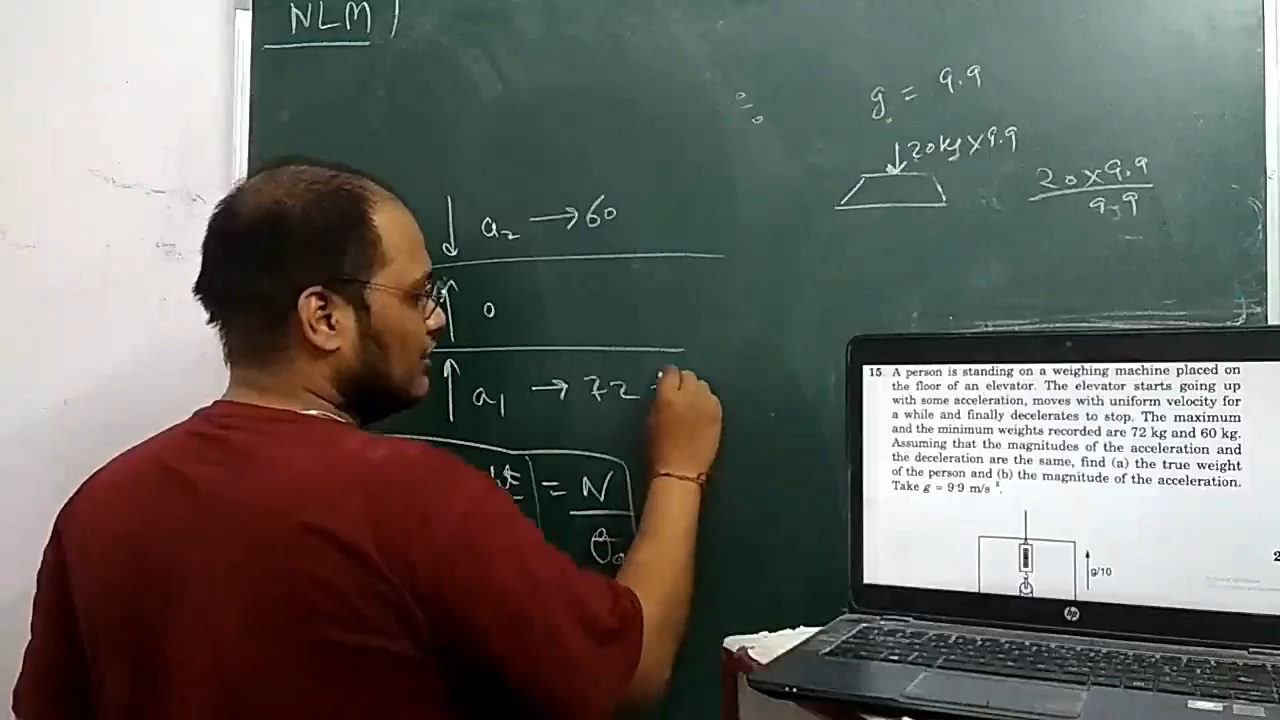 NLM)
g = 9.9
↓20kg×9.9
20×9.9
9.9
↓ a₂ → 60
↑ 0
↑ a₁ → 72
= N
15. A person is standing on a weighing machine placed on
the floor of an elevator. The elevator starts going up
with some acceleration, moves with uniform velocity for
a while and finally decelerates to stop. The maximum
and the minimum weights recorded are 72 kg and 60 kg.
Assuming that the magnitudes of the acceleration and
the deceleration are the same, find (a) the true weight
of the person and (b) the magnitude of the acceleration.
Take g = 9·9 m/s ².
g/10
2
hp